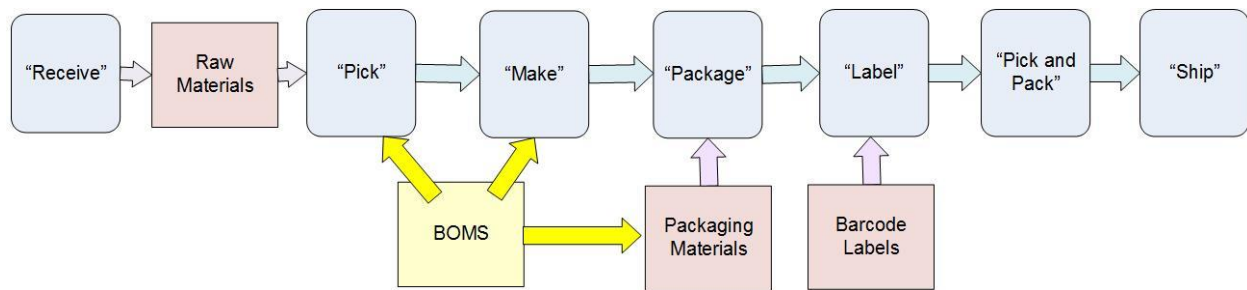 “Receive”
Raw
Materials
“Pick”
“Make”
“Package”
“Label”
“Pick and
Pack”
“Ship”
BOMS
Packaging
Materials
Barcode
Labels